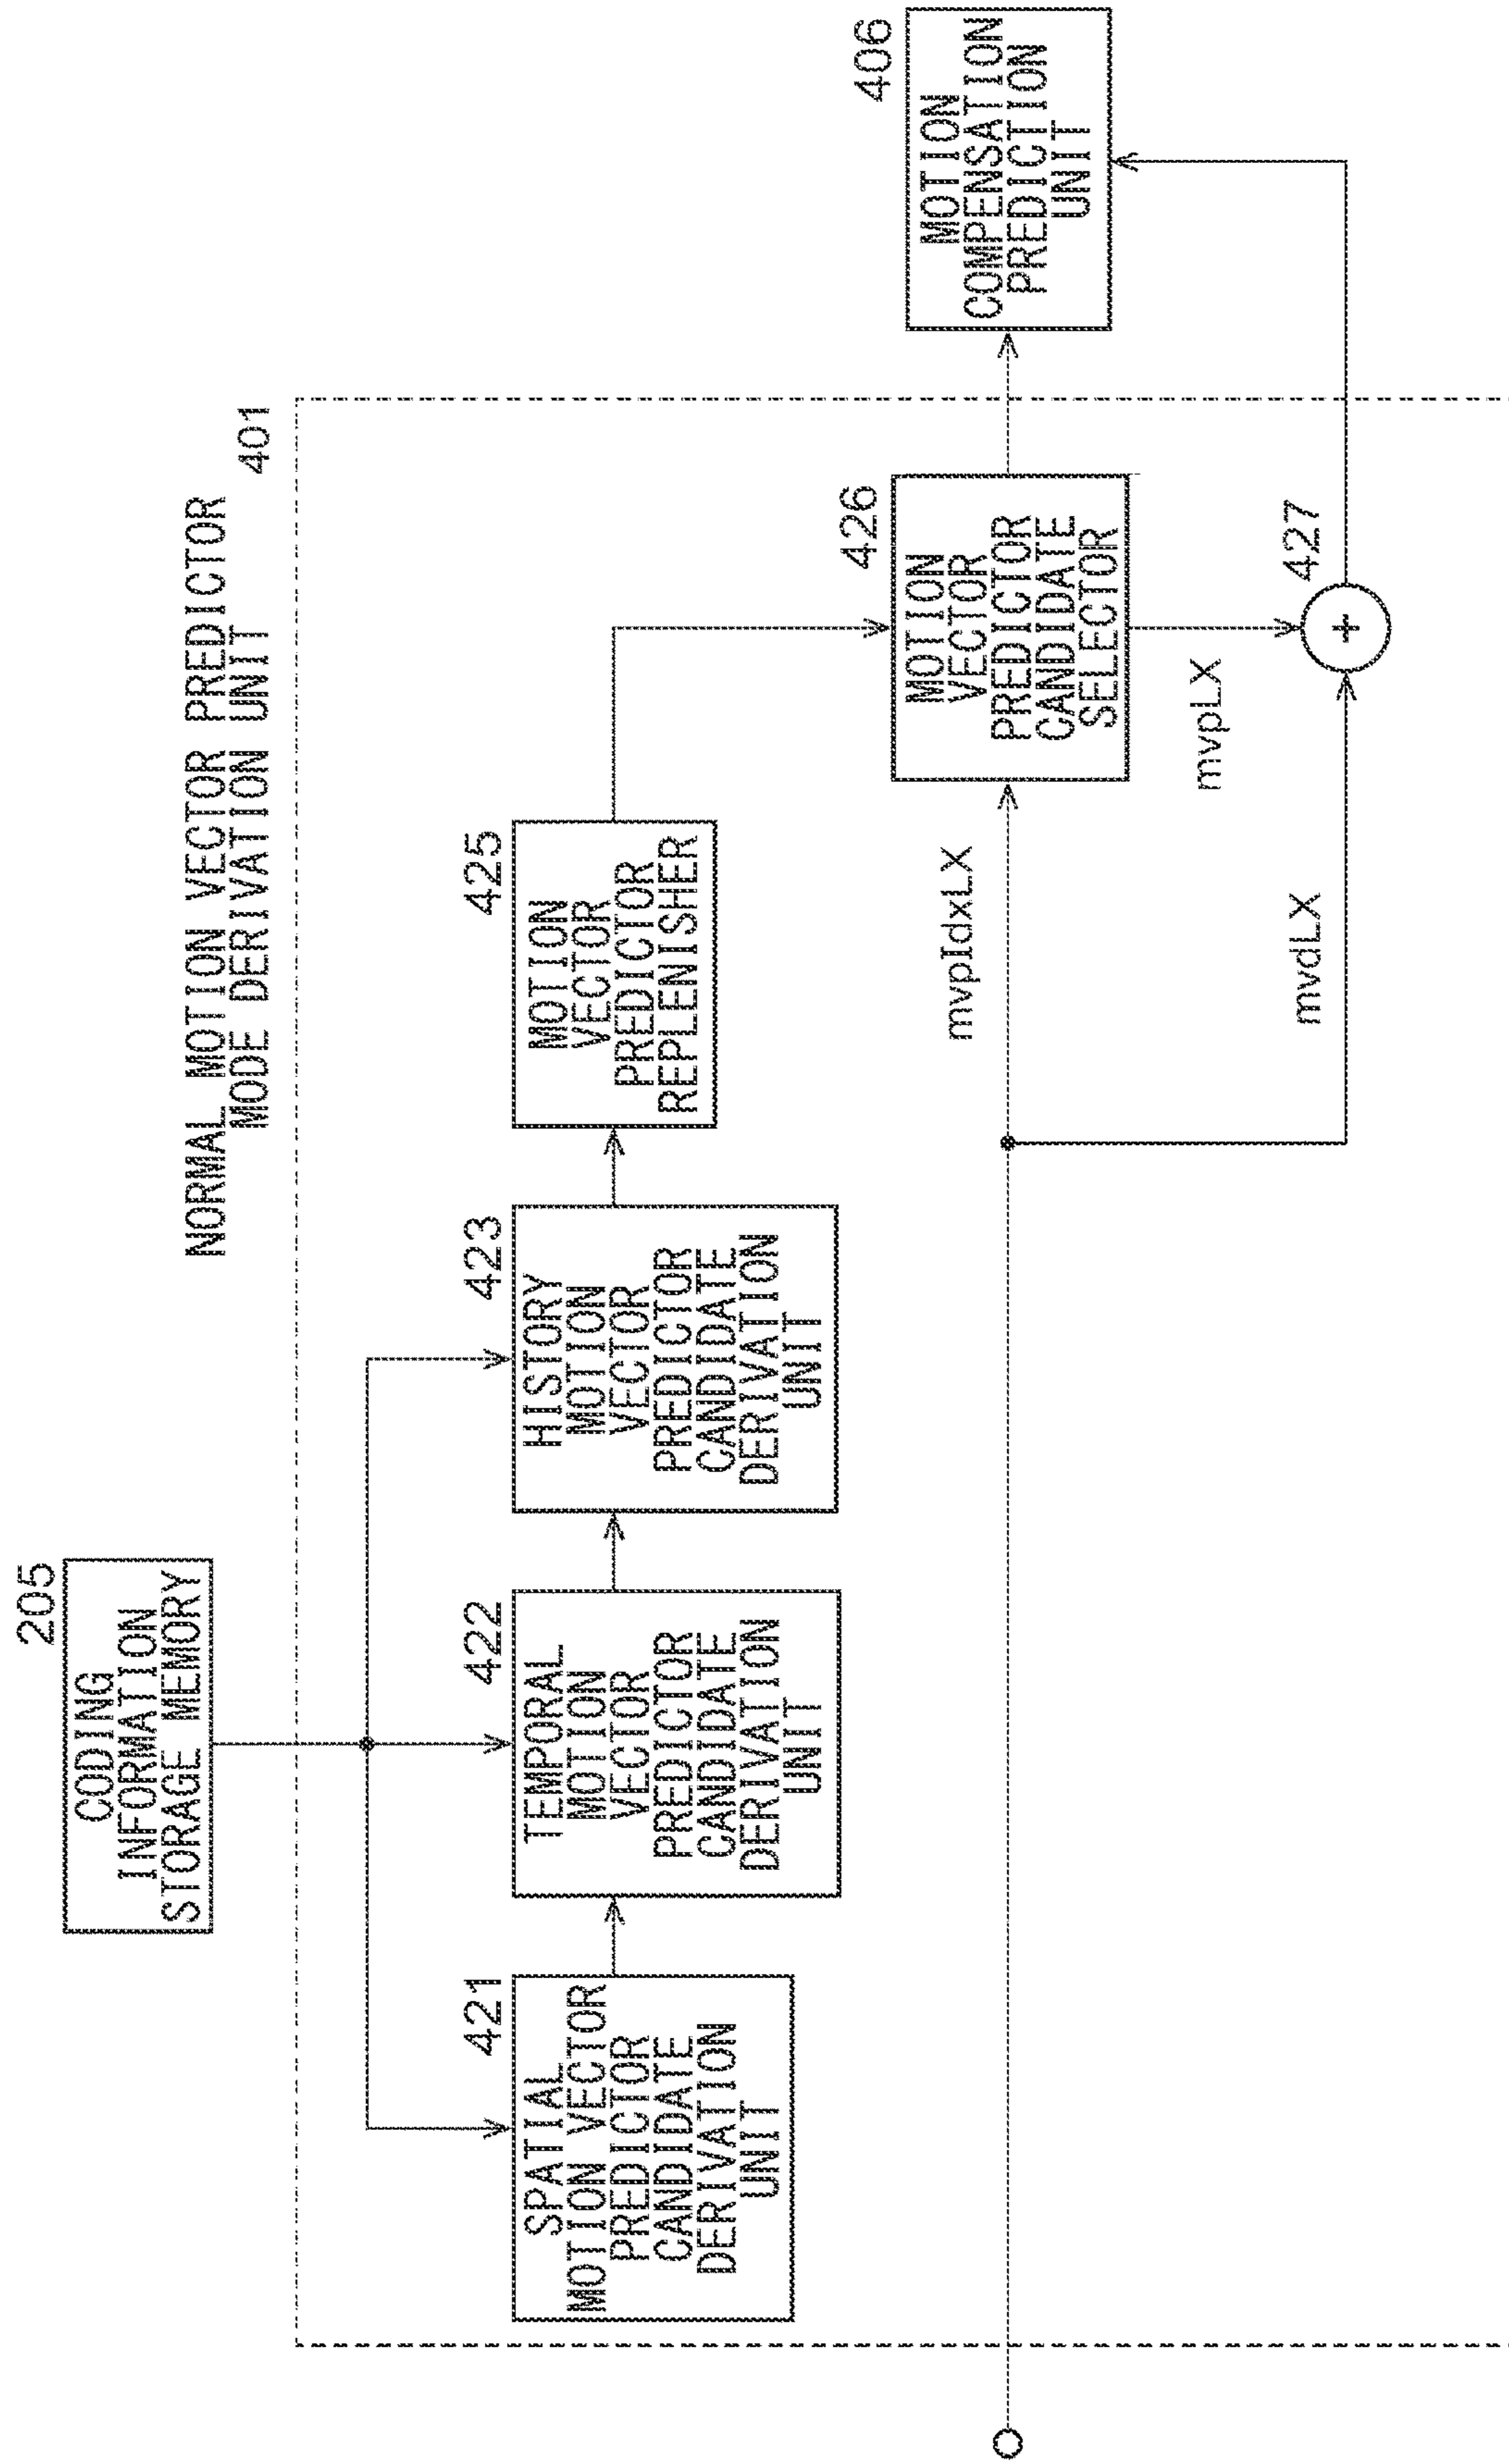 205
CODING
INFORMATION
STORAGE MEMORY
NORMAL MOTION VECTOR PREDICTOR
MODE DERIVATION UNIT
401
421
SPATIAL
MOTION VECTOR
PREDICTOR
CANDIDATE
DERIVATION
UNIT
422
TEMPORAL
MOTION
VECTOR
PREDICTOR
CANDIDATE
DERIVATION
UNIT
423
HISTORY
MOTION
VECTOR
PREDICTOR
CANDIDATE
DERIVATION
UNIT
425
MOTION
VECTOR
PREDICTOR
REPLENISHER
426
MOTION
VECTOR
PREDICTOR
CANDIDATE
SELECTOR
406
MOTION
COMPENSATION
PREDICTION
UNIT
mvpIdxLX
mvpLX
mvdLX
427
+